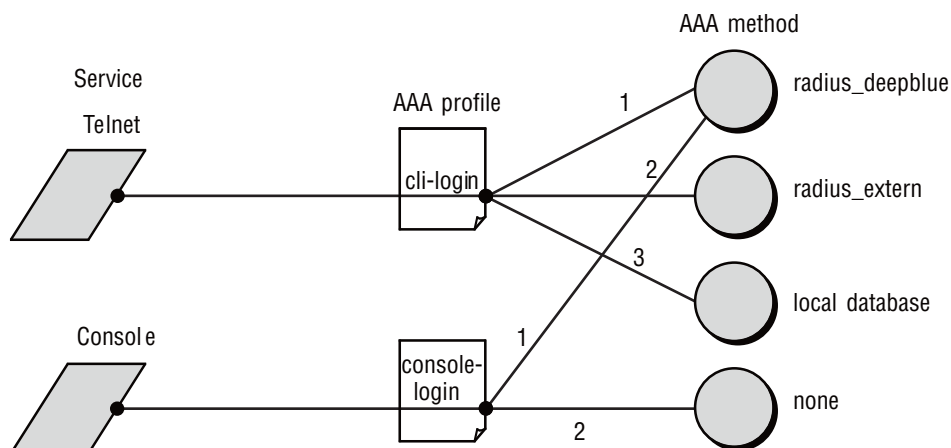 AAA method
Service
Telnet
AAA profile
radius_deepblue
1
2
cli-login
radius_extern
3
local database
Console
1
console-
login
none
2